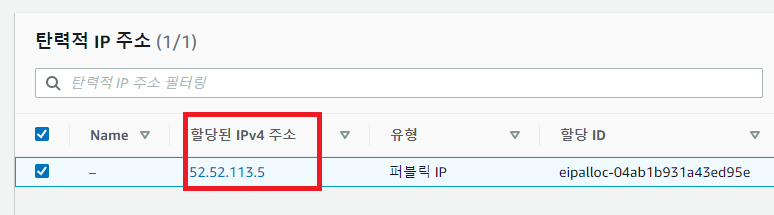 탄력적 IP 주소 (1/1)
탄력적 IP 주소 필터링
Name 할당된 IPv4 주소 유형 할당 ID
– 52.52.113.5 퍼블릭 IP eipalloc-04ab1b931a43ed95e